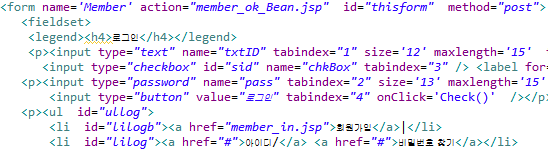 <form name='Member' action="member_ok_Bean.jsp"  id="thisform"  method="post">
<fieldset>
<legend><h4>로그인</h4></legend>
<p><input type="text" name="txtID" tabindex="1" size='12' maxlength='15'
<input type="checkbox" id="sid" name="chkBox" tabindex="3" /> <label for=
<p><input type="password" name="pass" tabindex="2" size='13' maxlength='15'
<input type="button" value="로그인" tabindex="4" onClick='Check()'  /></p>
<p><ul  id="ullog">
<li  id="lilogb"><a href="member_in.jsp">회원가입</a>|</li>
<li  id="lilog"><a href="#">아이디/</a> <a href="#">비밀번호 찾기</a></li>